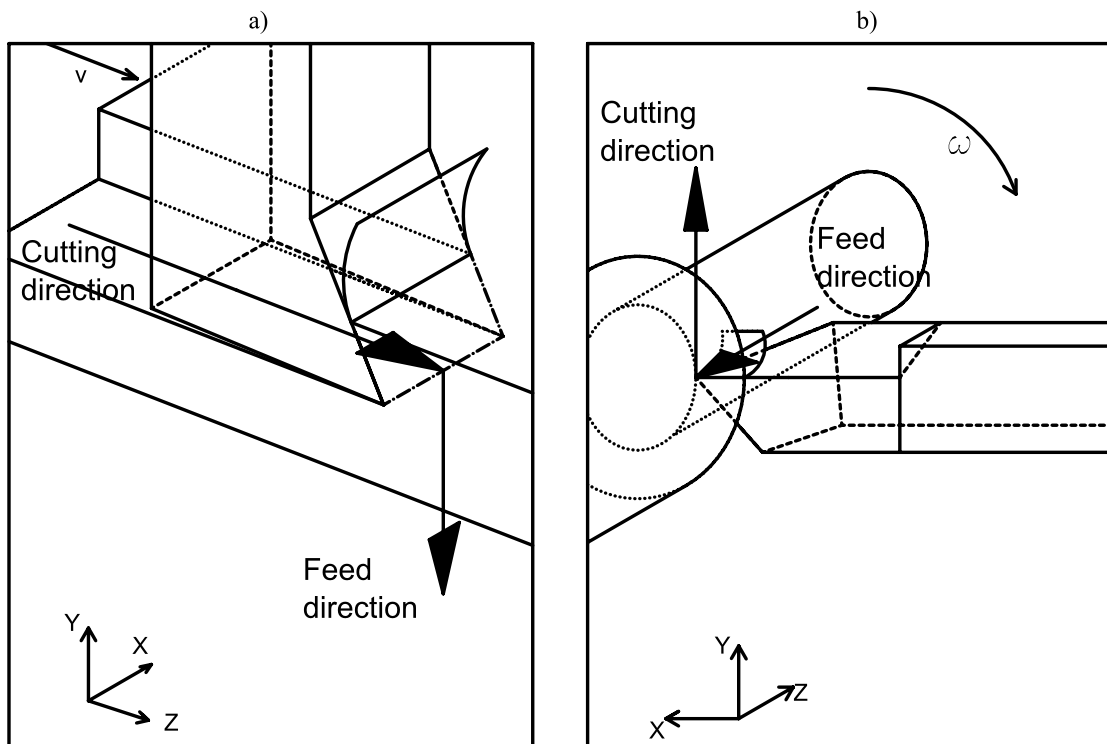 a)
v
Cutting
direction
Feed
direction
Y
X
Z
b)
Cutting
direction
ω
Feed
direction
Y
Z
X